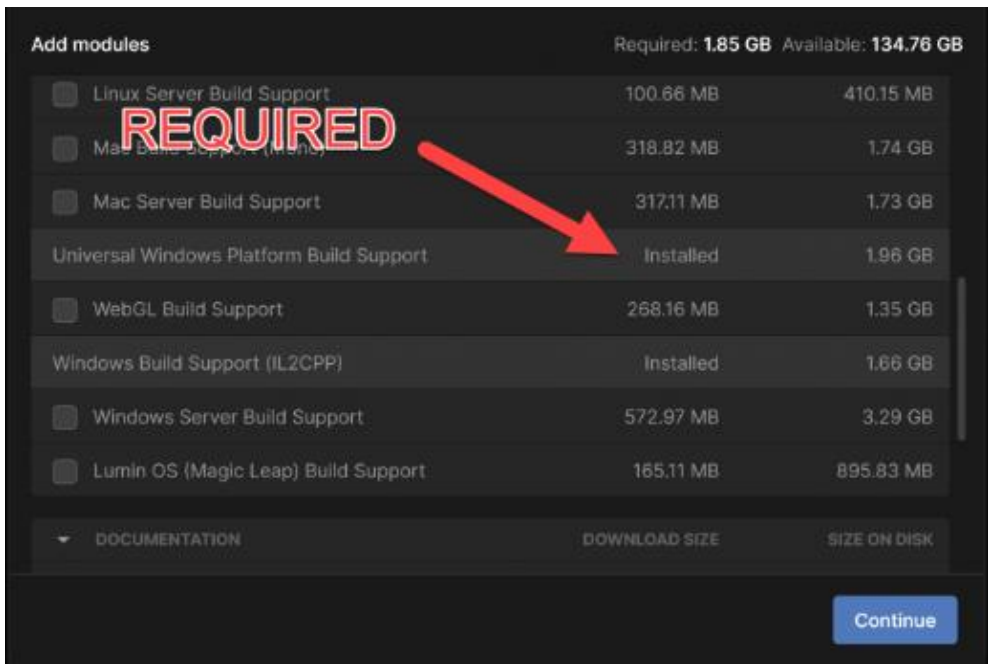 Add modules Required: 1.85 GB Available: 134.76 GB
Linux Server Build Support 100.66 MB 410.15 MB
REQUIRED
Mac Build Support (Mono) 318.82 MB 1.74 GB
Mac Server Build Support 317.11 MB 1.73 GB
Universal Windows Platform Build Support Installed 1.96 GB
WebGL Build Support 268.16 MB 1.35 GB
Windows Build Support (IL2CPP) Installed 1.66 GB
Windows Server Build Support 572.97 MB 3.29 GB
Lumin OS (Magic Leap) Build Support 165.11 MB 895.83 MB
DOCUMENTATION DOWNLOAD SIZE SIZE ON DISK
Continue